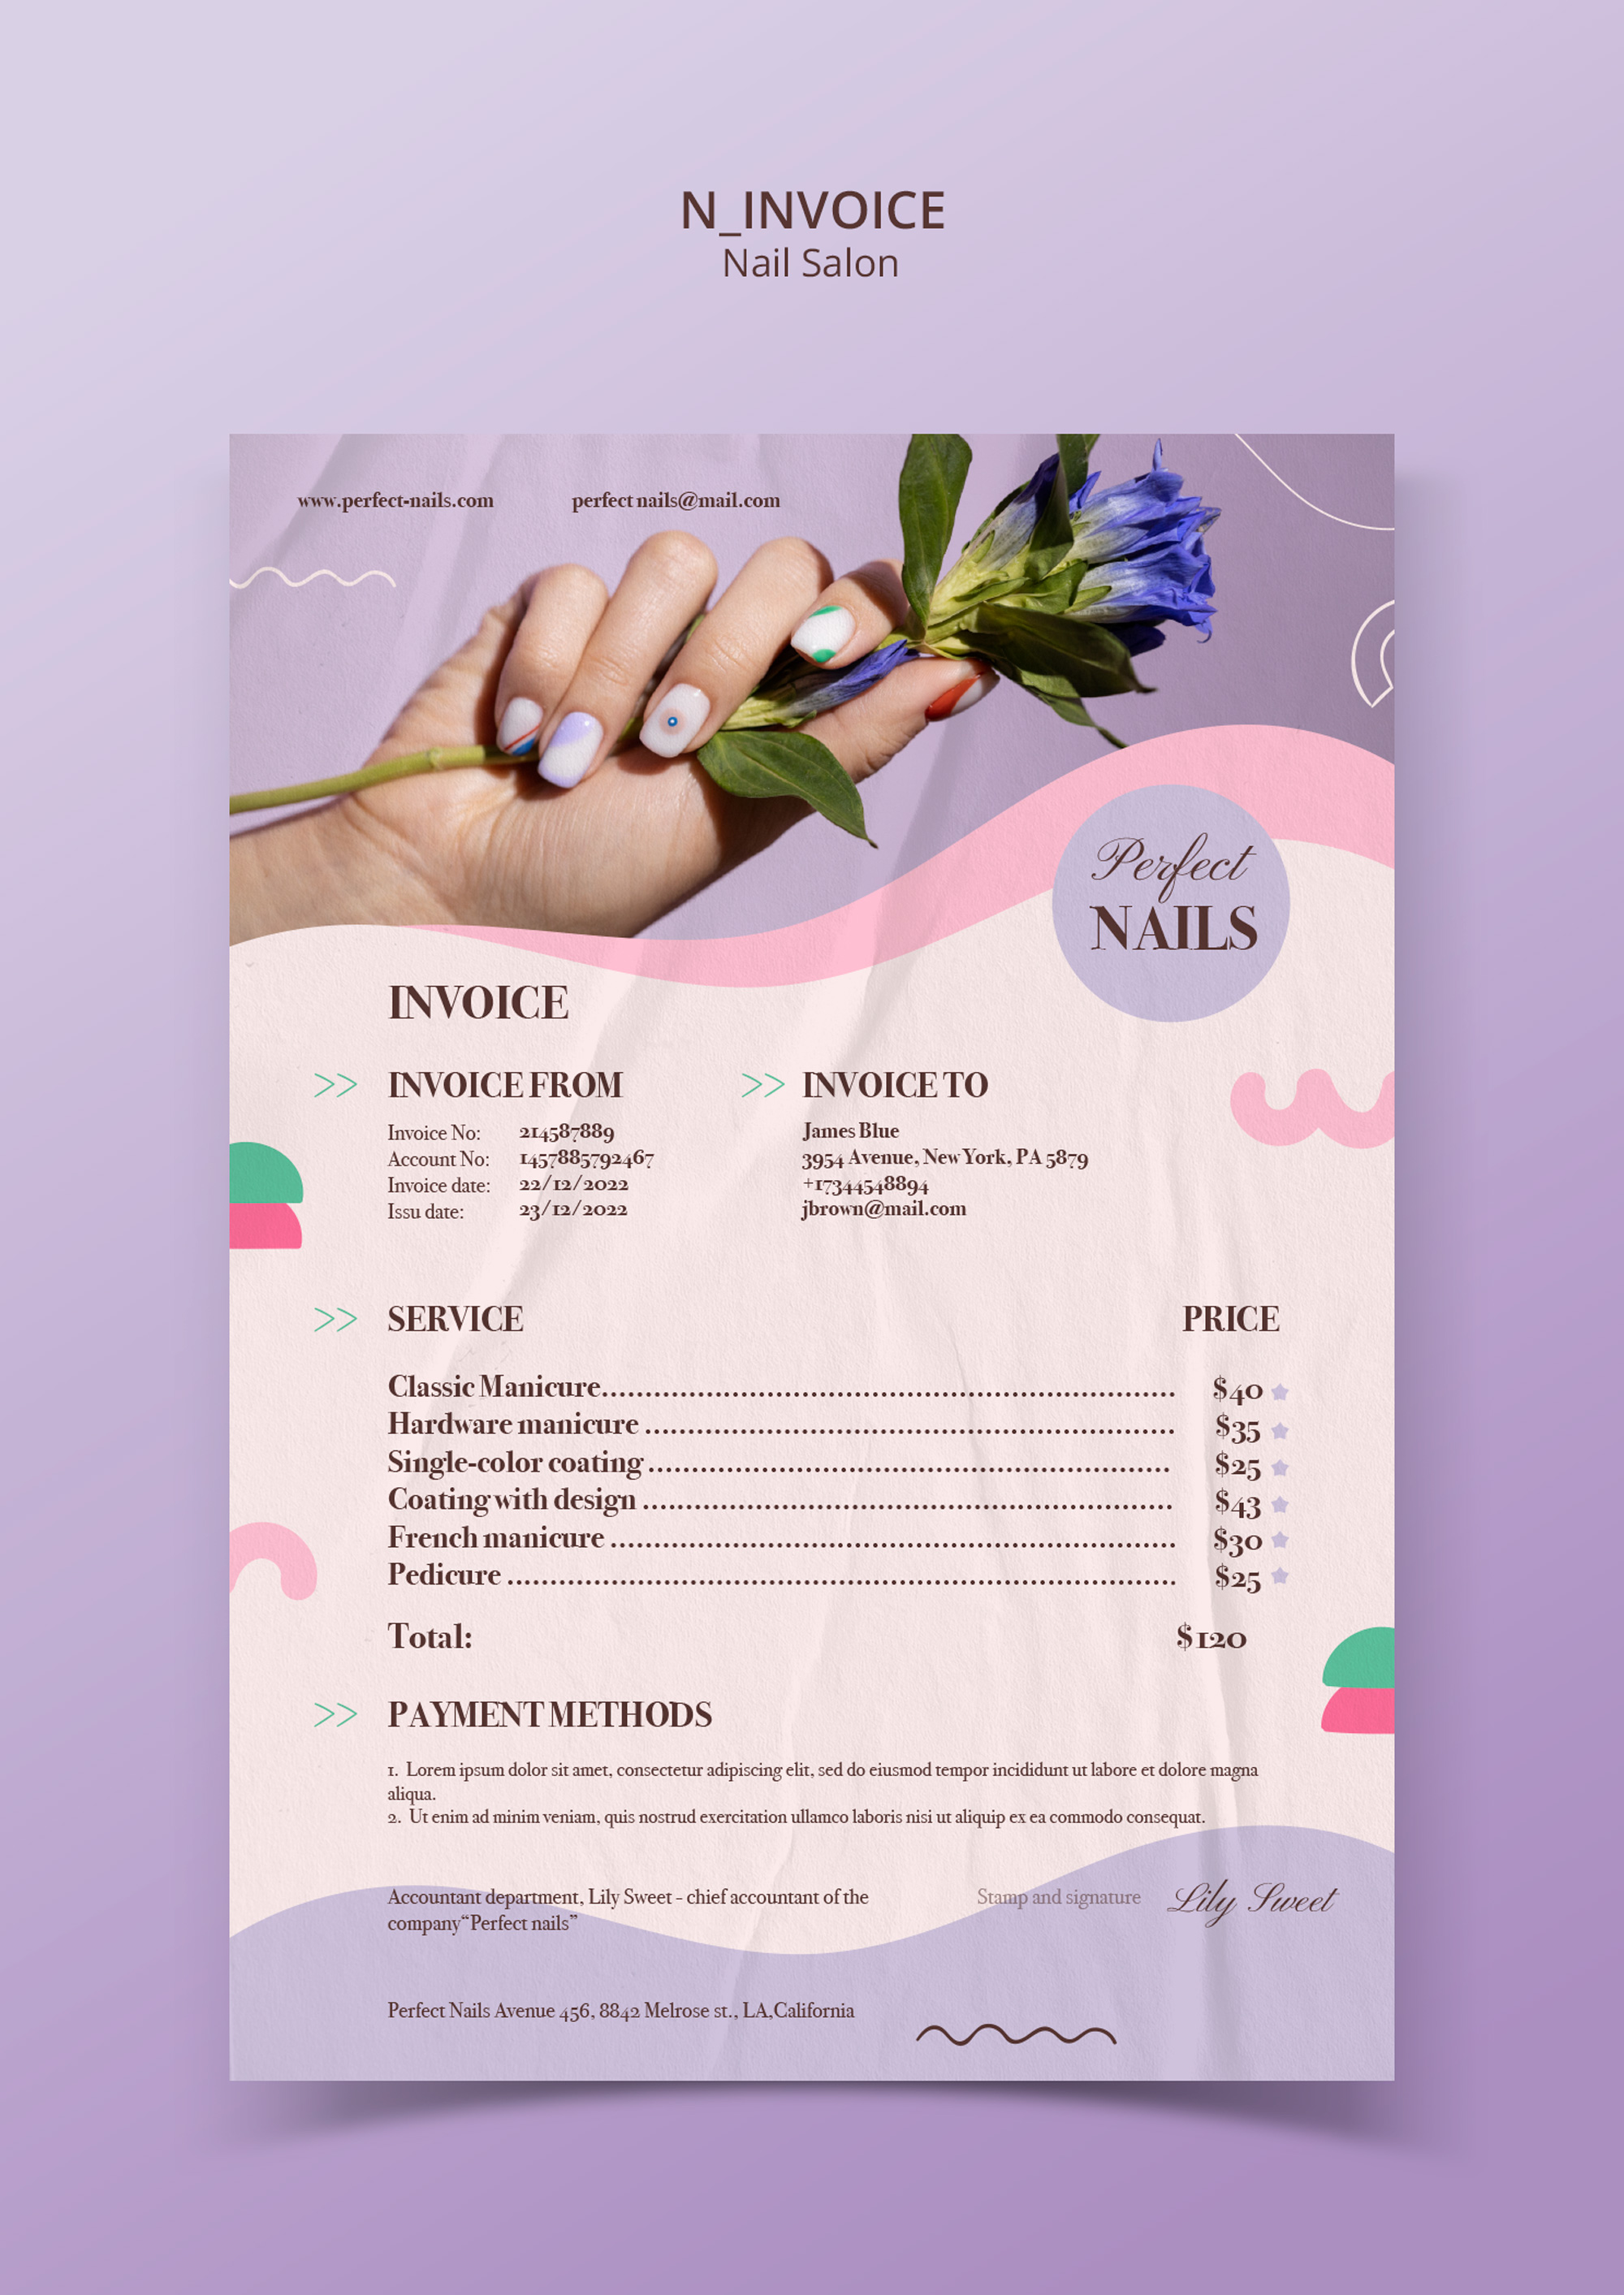 N_INVOICE
Nail Salon
www.perfect-nails.com perfect nails@mail.com
Perfect
NAILS
INVOICE
>> INVOICE FROM
Invoice No: 214587889
Account No: 1457885792467
Invoice date: 22/12/2022
Issu date: 23/12/2022
>> INVOICE TO
James Blue
3954 Avenue, New York, PA 5879
+17344548894
jbrown@mail.com
>> SERVICE PRICE
Classic Manicure........................................................................ $40
Hardware manicure ................................................................... $35
Single-color coating .................................................................. $25
Coating with design ................................................................... $43
French manicure ....................................................................... $30
Pedicure .................................................................................... $25
Total: $120
>> PAYMENT METHODS
1. Lorem ipsum dolor sit amet, consectetur adipiscing elit, sed do eiusmod tempor incididunt ut labore et dolore magna
aliqua.
2. Ut enim ad minim veniam, quis nostrud exercitation ullamco laboris nisi ut aliquip ex ea commodo consequat.
Accountant department, Lily Sweet - chief accountant of the
company“Perfect nails”
Stamp and signature Lily Sweet
Perfect Nails Avenue 456, 8842 Melrose st., LA,California